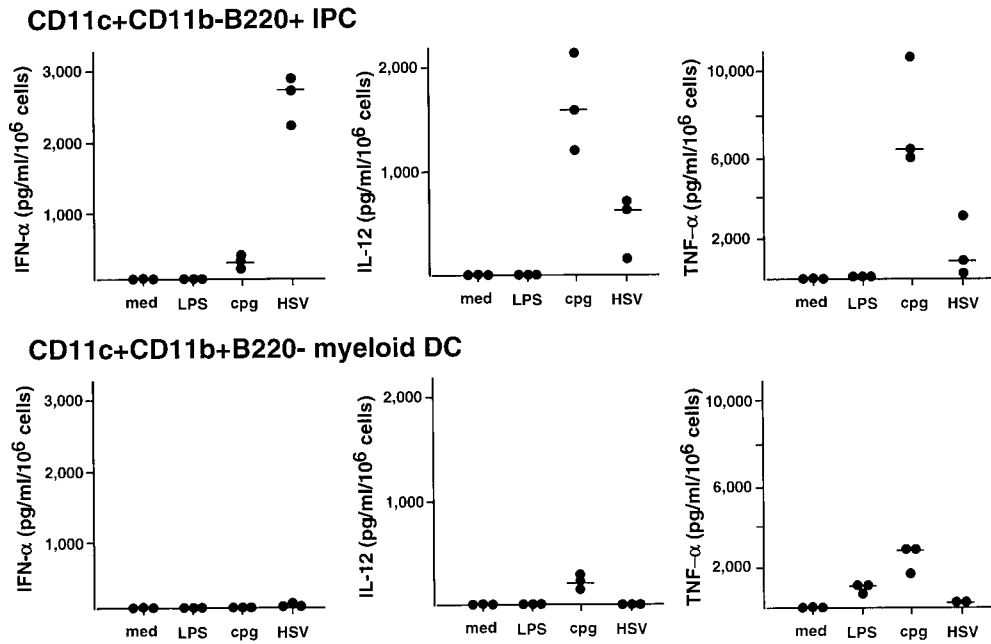 CD11c+CD11b-B220+ IPC
IFN-α (pg/ml/10⁶ cells)
3,000
2,000
1,000
med LPS cpg HSV
IL-12 (pg/ml/10⁶ cells)
2,000
1,000
med LPS cpg HSV
TNF-α (pg/ml/10⁶ cells)
10,000
6,000
2,000
med LPS cpg HSV
CD11c+CD11b+B220- myeloid DC
IFN-α (pg/ml/10⁶ cells)
3,000
2,000
1,000
med LPS cpg HSV
IL-12 (pg/ml/10⁶ cells)
2,000
1,000
med LPS cpg HSV
TNF-α (pg/ml/10⁶ cells)
10,000
6,000
2,000
med LPS cpg HSV